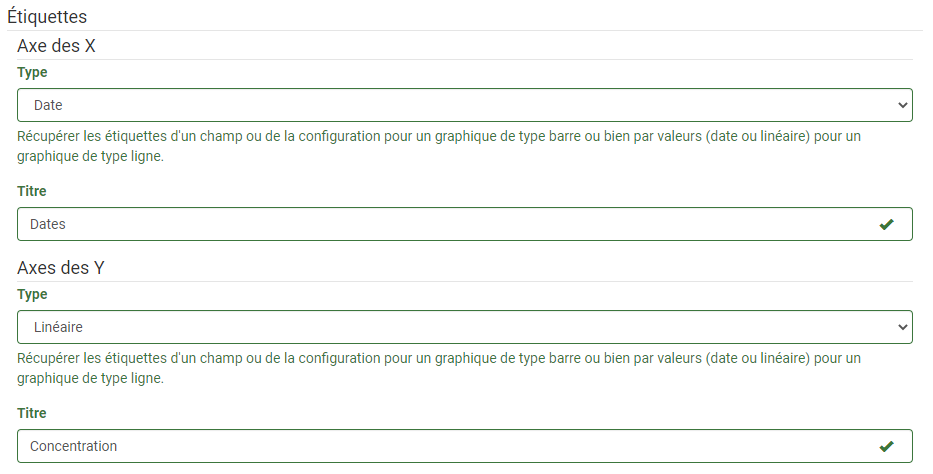 Étiquettes
Axe des X
Type
Date
Récupérer les étiquettes d'un champ ou de la configuration pour un graphique de type barre ou bien par valeurs (date ou linéaire) pour un
graphique de type ligne.
Titre
Dates
Axes des Y
Type
Linéaire
Récupérer les étiquettes d'un champ ou de la configuration pour un graphique de type barre ou bien par valeurs (date ou linéaire) pour un
graphique de type ligne.
Titre
Concentration